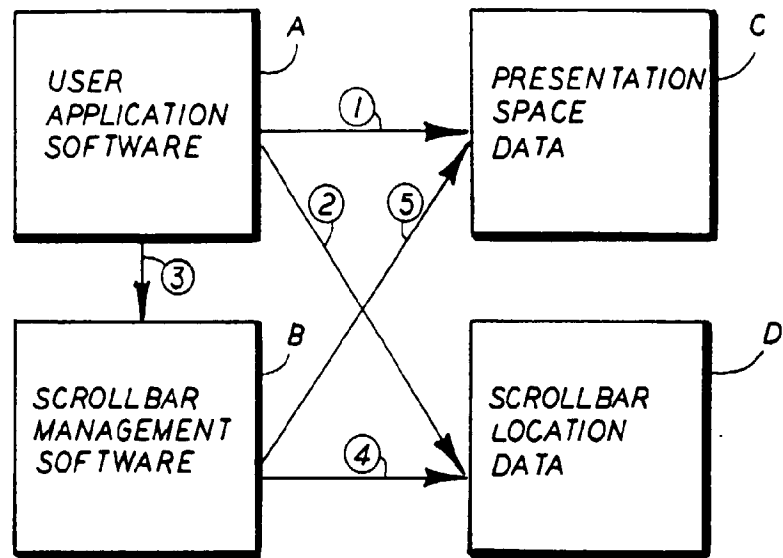 A
USER
APPLICATION
SOFTWARE
C
PRESENTATION
SPACE
DATA
1
2
5
3
B
SCROLLBAR
MANAGEMENT
SOFTWARE
D
SCROLLBAR
LOCATION
DATA
4